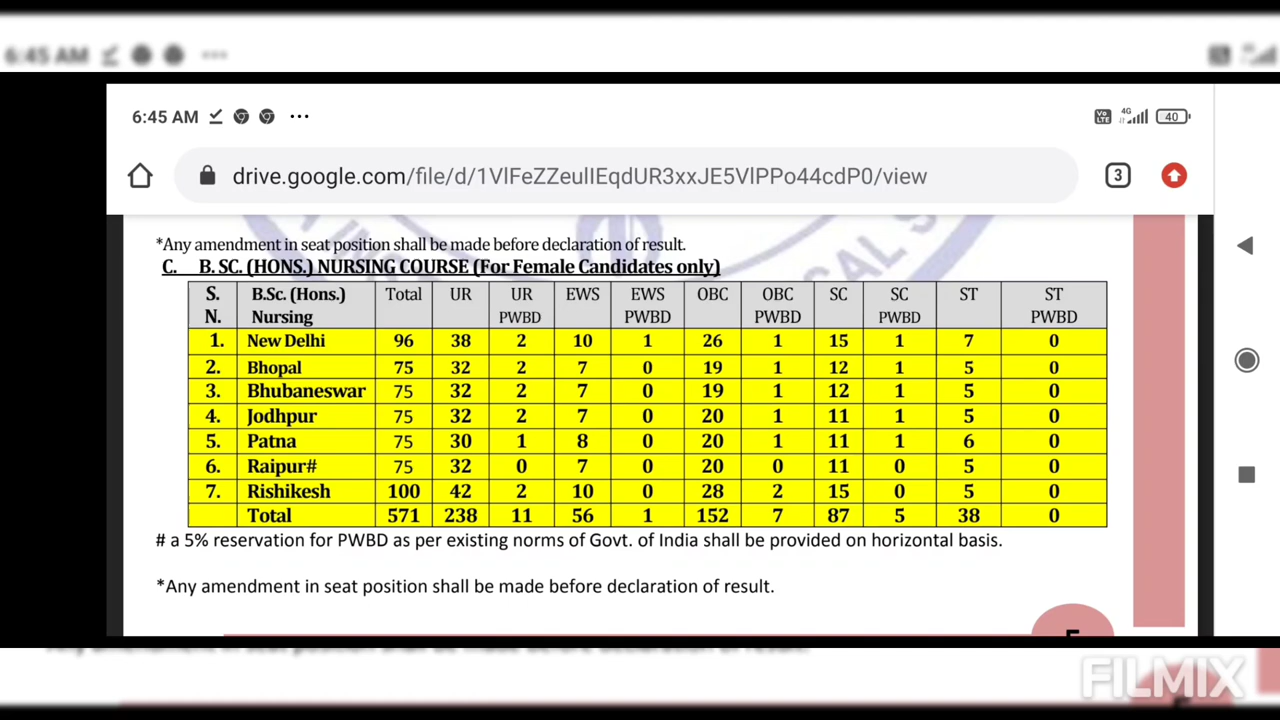 6:45 AM
6:45 AM ... Vo LTE 4G 40
drive.google.com/file/d/1VlFeZZeulIEqdUR3xxJE5VlPPo44cdP0/view 3
*Any amendment in seat position shall be made before declaration of result.
C. B. SC. (HONS.) NURSING COURSE (For Female Candidates only)
S. N. B.Sc. (Hons.) Nursing Total UR UR PWBD EWS EWS PWBD OBC OBC PWBD SC SC PWBD ST ST PWBD
1. New Delhi 96 38 2 10 1 26 1 15 1 7 0
2. Bhopal 75 32 2 7 0 19 1 12 1 5 0
3. Bhubaneswar 75 32 2 7 0 19 1 12 1 5 0
4. Jodhpur 75 32 2 7 0 20 1 11 1 5 0
5. Patna 75 30 1 8 0 20 1 11 1 6 0
6. Raipur# 75 32 0 7 0 20 0 11 0 5 0
7. Rishikesh 100 42 2 10 0 28 2 15 0 5 0
Total 571 238 11 56 1 152 7 87 5 38 0
# a 5% reservation for PWBD as per existing norms of Govt. of India shall be provided on horizontal basis.
*Any amendment in seat position shall be made before declaration of result.
FILMIX